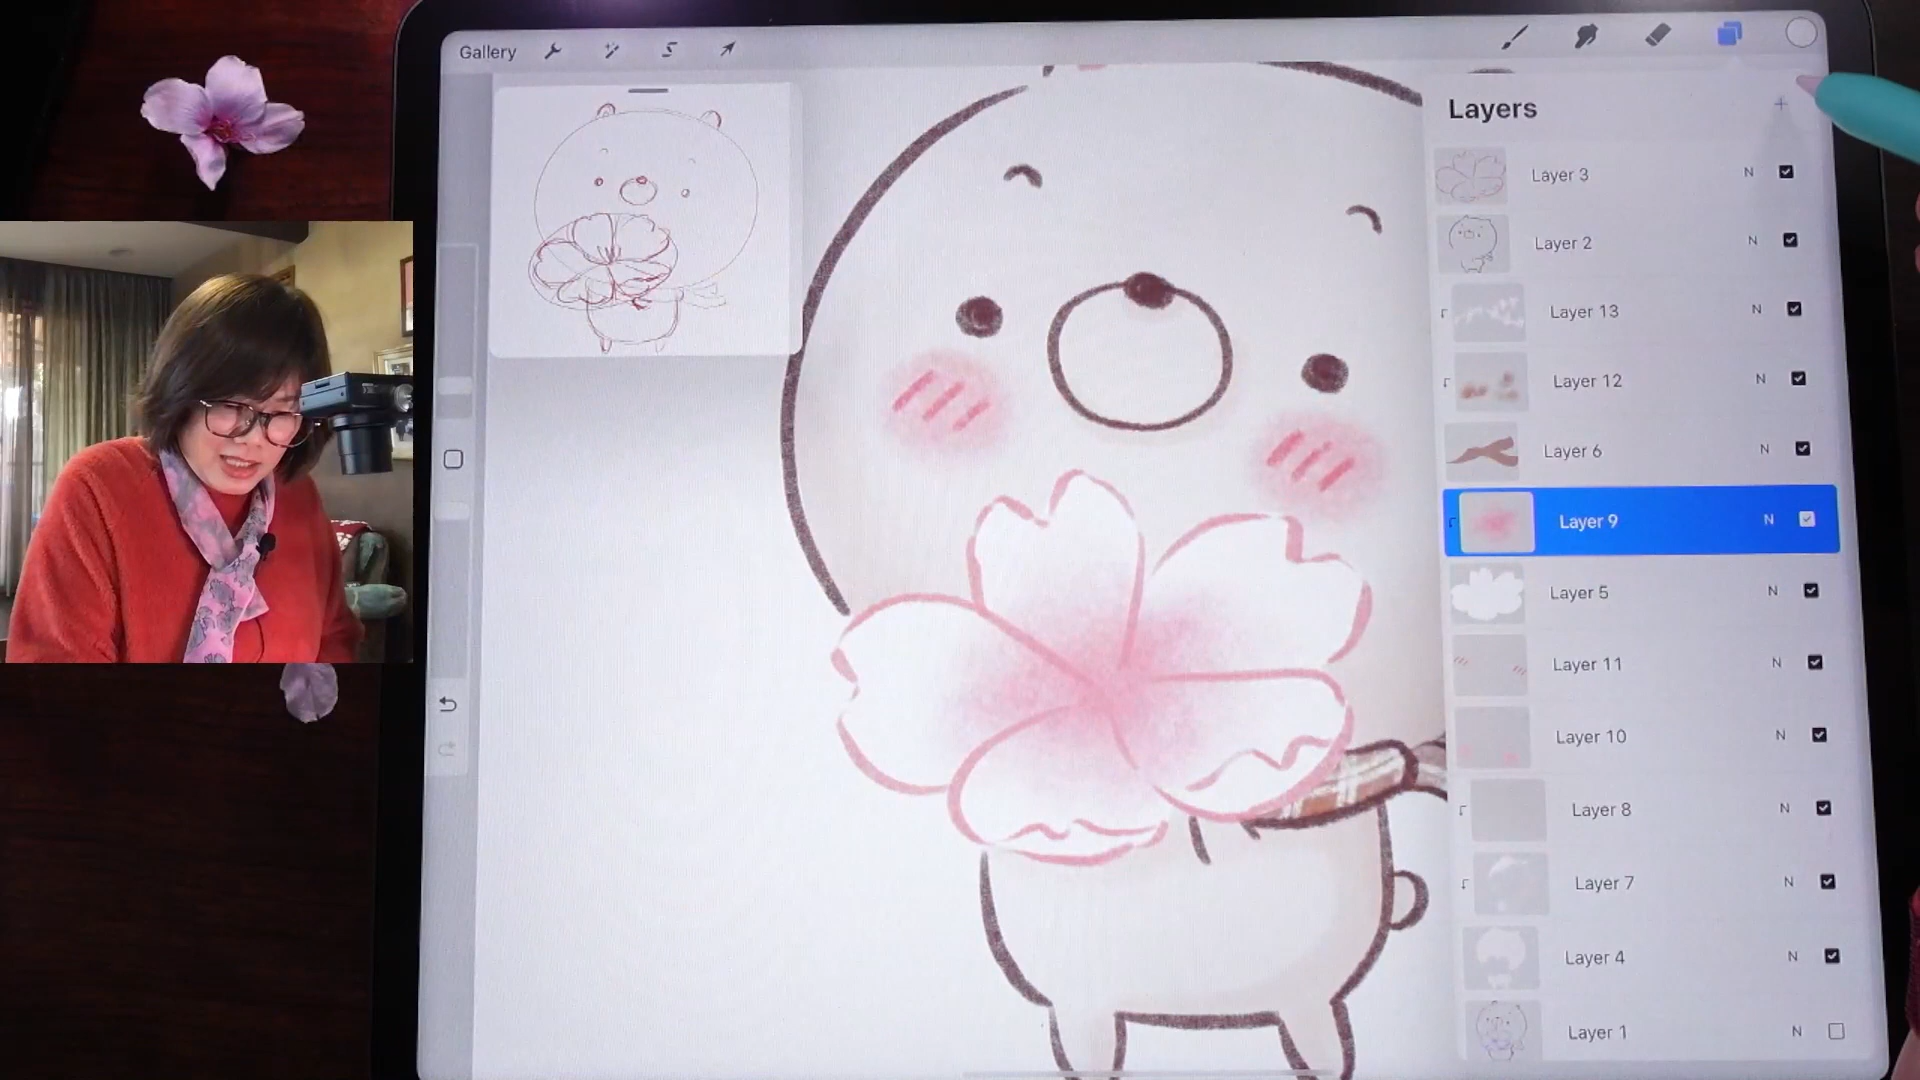 Gallery
Layers
Layer 3 N
Layer 2 N
Layer 13 N
Layer 12 N
Layer 6 N
Layer 9 N
Layer 5 N
Layer 11 N
Layer 10 N
Layer 8 N
Layer 7 N
Layer 4 N
Layer 1 N